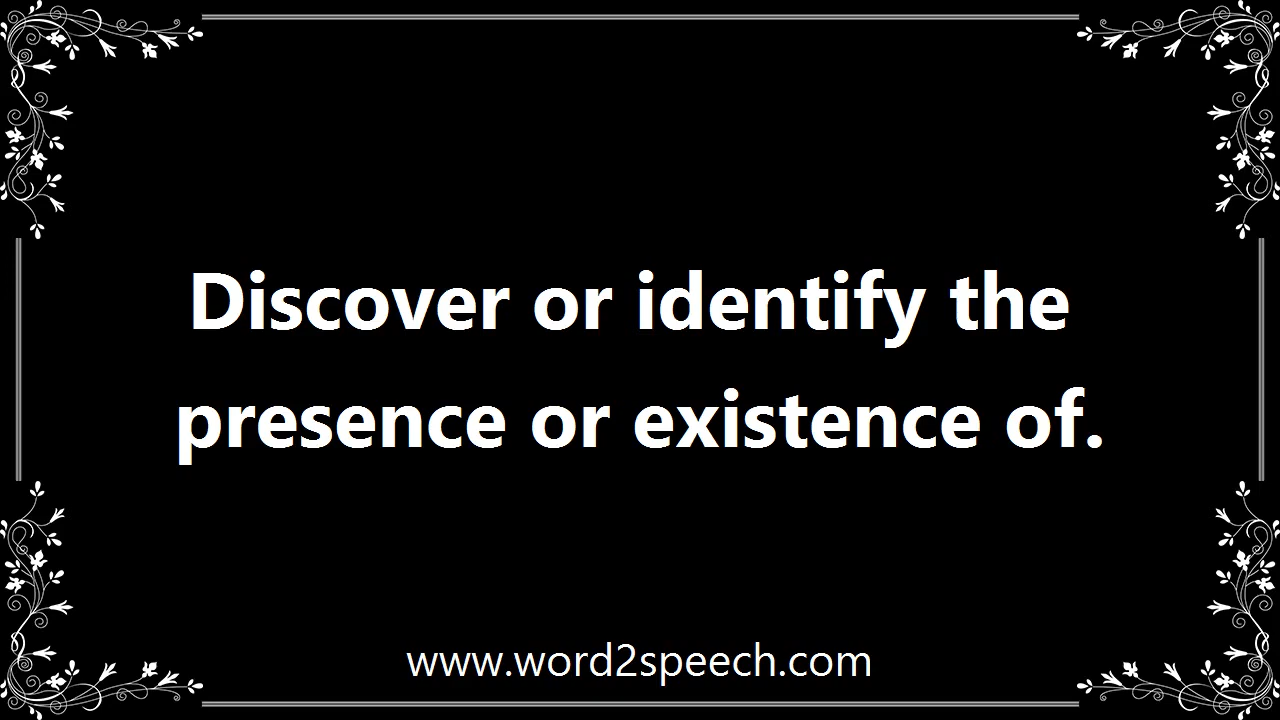 Discover or identify the
presence or existence of.
www.word2speech.com